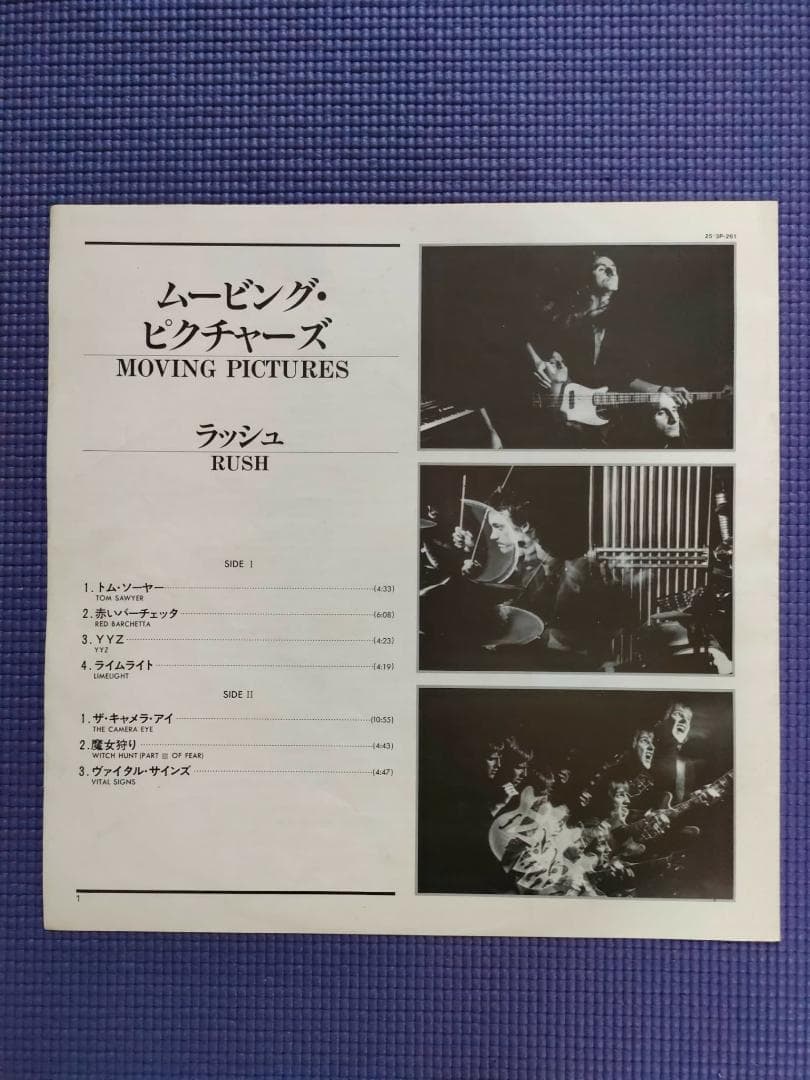 25・3P-261
ムービング・
ピクチャーズ
MOVING PICTURES
ラッシュ
RUSH
SIDE I
1. トム・ソーヤー (4:33)
TOM SAWYER
2. 赤いバーチェッタ (6:08)
RED BARCHETTA
3. YYZ (4:23)
YYZ
4. ライムライト (4:19)
LIMELIGHT
SIDE II
1. ザ・キャメラ・アイ (10:55)
THE CAMERA EYE
2. 魔女狩り (4:43)
WITCH HUNT (PART III OF FEAR)
3. ヴァイタル・サインズ (4:47)
VITAL SIGNS
1